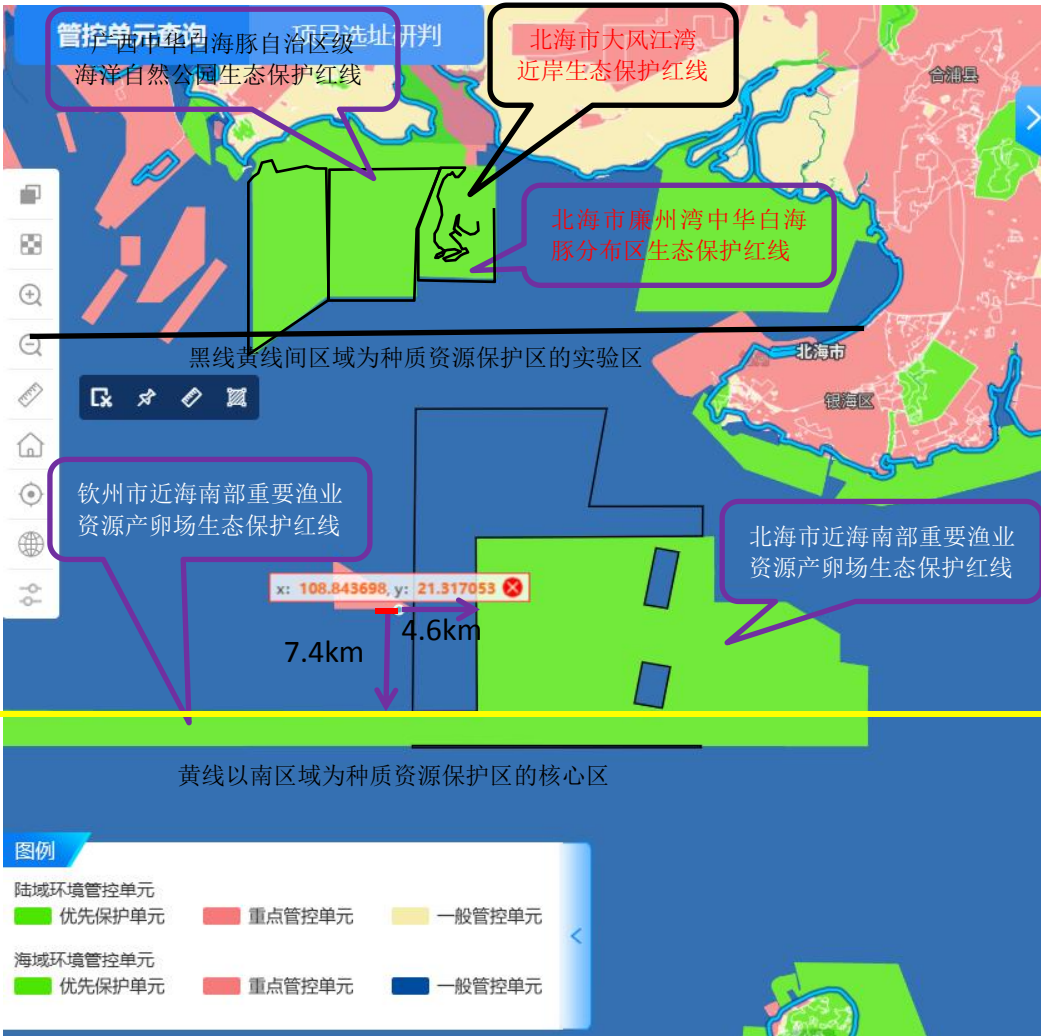 管控单元查询
项目选址研判
广西中华白海豚自治区级
海洋自然公园生态保护红线
北海市大风江湾
近岸生态保护红线
合浦县
北海市廉州湾中华白海
豚分布区生态保护红线
黑线黄线间区域为种质资源保护区的实验区
北海市
银海区
钦州市近海南部重要渔业
资源产卵场生态保护红线
北海市近海南部重要渔业
资源产卵场生态保护红线
x: 108.843698, y: 21.317053
4.6km
7.4km
黄线以南区域为种质资源保护区的核心区
图例
陆域环境管控单元
优先保护单元 重点管控单元 一般管控单元
海域环境管控单元
优先保护单元 重点管控单元 一般管控单元